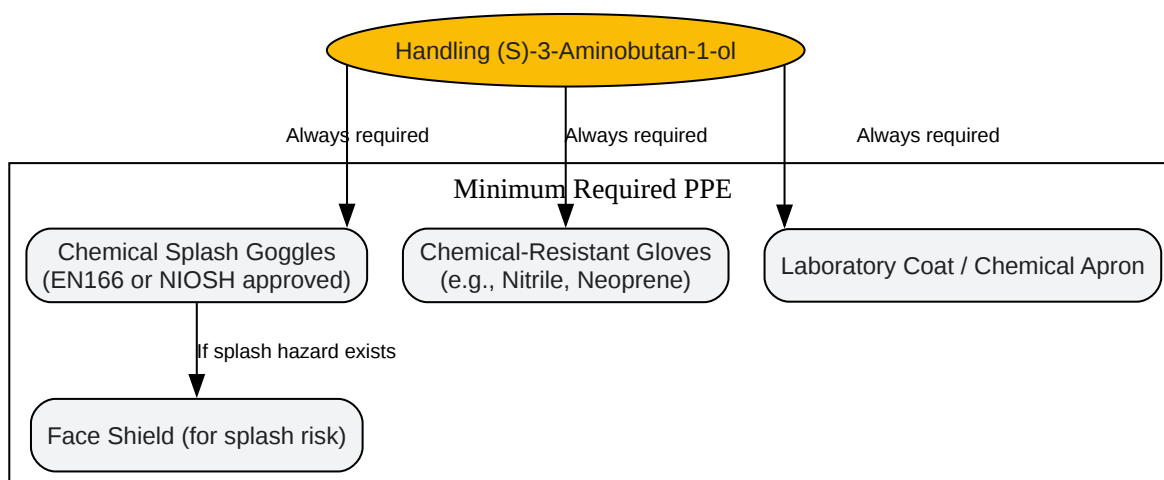 Handling (S)-3-Aminobutan-1-ol
Always required
Always required
Always required
Minimum Required PPE
Chemical Splash Goggles
(EN166 or NIOSH approved)
Chemical-Resistant Gloves
(e.g., Nitrile, Neoprene)
Laboratory Coat / Chemical Apron
If splash hazard exists
Face Shield (for splash risk)